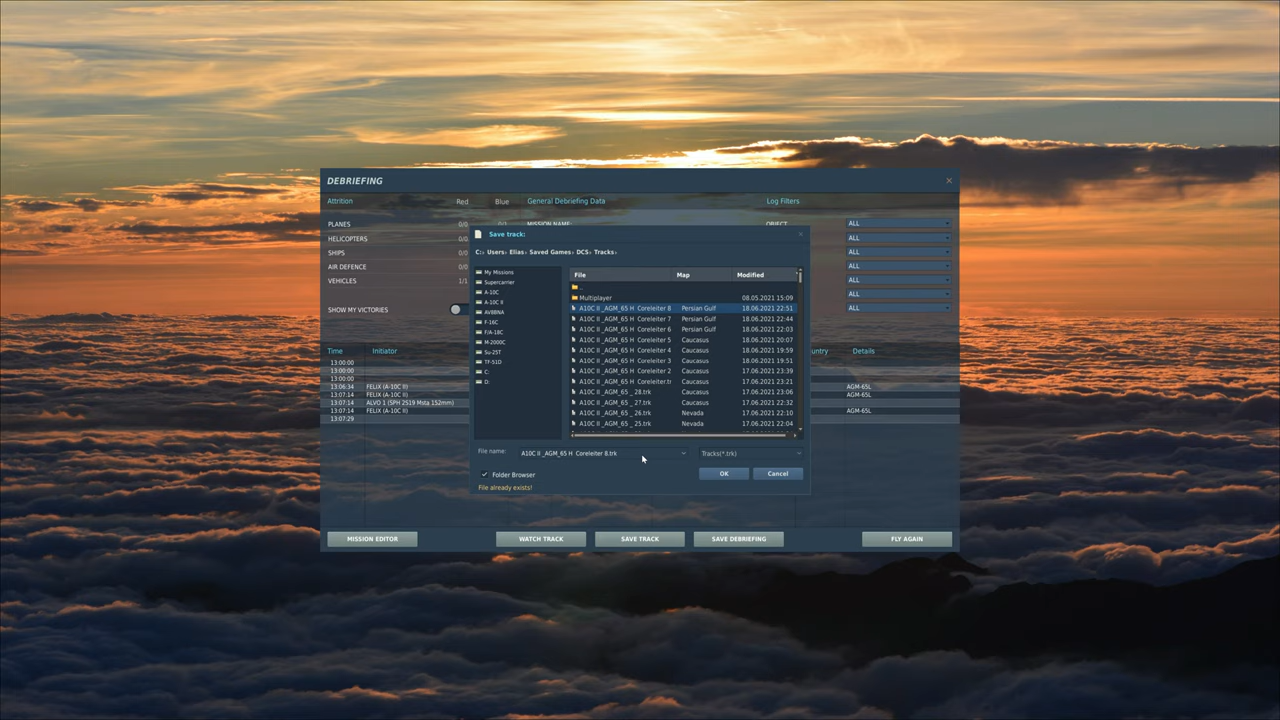 DEBRIEFING
Attrition Red Blue General Debriefing Data Log Filters
PLANES 0/0 0/0 MISSION NAME: OBJECT ALL
HELICOPTERS 0/0 ALL
SHIPS 0/0 ALL
AIR DEFENCE 0/0 ALL
VEHICLES 1/1 ALL
ALL
SHOW MY VICTORIES ALL
Time Initiator untry Details
13:00:00
13:00:00
13:00:00
13:06:34 FELIX (A-10C II) AGM-65L
13:07:14 FELIX (A-10C II) AGM-65L
13:07:14 ALVO 1 (SPH 2S19 Msta 152mm)
13:07:14 FELIX (A-10C II) AGM-65L
13:07:29
Save track:
C:› Users› Elias› Saved Games› DCS› Tracks›
My Missions
Supercarrier
A-10C
A-10C II
AV8BNA
F-16C
F/A-18C
M-2000C
Su-25T
TF-51D
C:
D:
File Map Modified
..
Multiplayer 08.05.2021 15:09
A10C II _AGM_65 H Coreleiter 8 Persian Gulf 18.06.2021 22:51
A10C II _AGM_65 H Coreleiter 7 Persian Gulf 18.06.2021 22:44
A10C II _AGM_65 H Coreleiter 6 Persian Gulf 18.06.2021 22:03
A10C II _AGM_65 H Coreleiter 5 Caucasus 18.06.2021 20:07
A10C II _AGM_65 H Coreleiter 4 Caucasus 18.06.2021 19:59
A10C II _AGM_65 H Coreleiter 3 Caucasus 18.06.2021 19:51
A10C II _AGM_65 H Coreleiter 2 Caucasus 17.06.2021 23:39
A10C II _AGM_65 H Coreleiter.tr Caucasus 17.06.2021 23:21
A10C II _AGM_65 _ 28.trk Caucasus 17.06.2021 23:06
A10C II _AGM_65 _ 27.trk Caucasus 17.06.2021 22:32
A10C II _AGM_65 _ 26.trk Nevada 17.06.2021 22:10
A10C II _AGM_65 _ 25.trk Nevada 17.06.2021 22:04
File name: A10C II _AGM_65 H Coreleiter 8.trk Tracks(*.trk)
Folder Browser OK Cancel
File already exists!
MISSION EDITOR WATCH TRACK SAVE TRACK SAVE DEBRIEFING FLY AGAIN